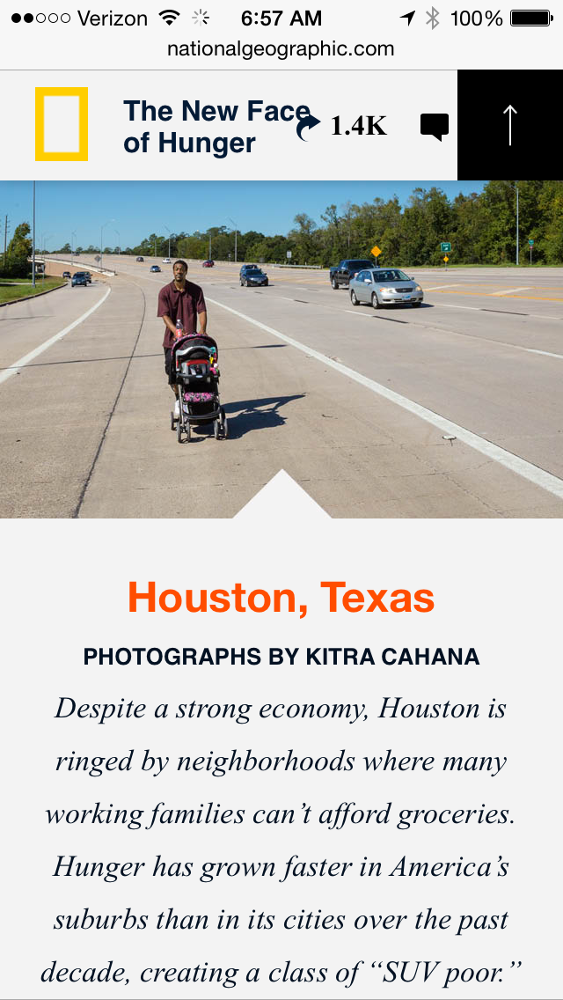 Verizon 6:57 AM 100%
nationalgeographic.com
The New Face
of Hunger
1.4K
Houston, Texas
PHOTOGRAPHS BY KITRA CAHANA
Despite a strong economy, Houston is
ringed by neighborhoods where many
working families can’t afford groceries.
Hunger has grown faster in America’s
suburbs than in its cities over the past
decade, creating a class of “SUV poor.”